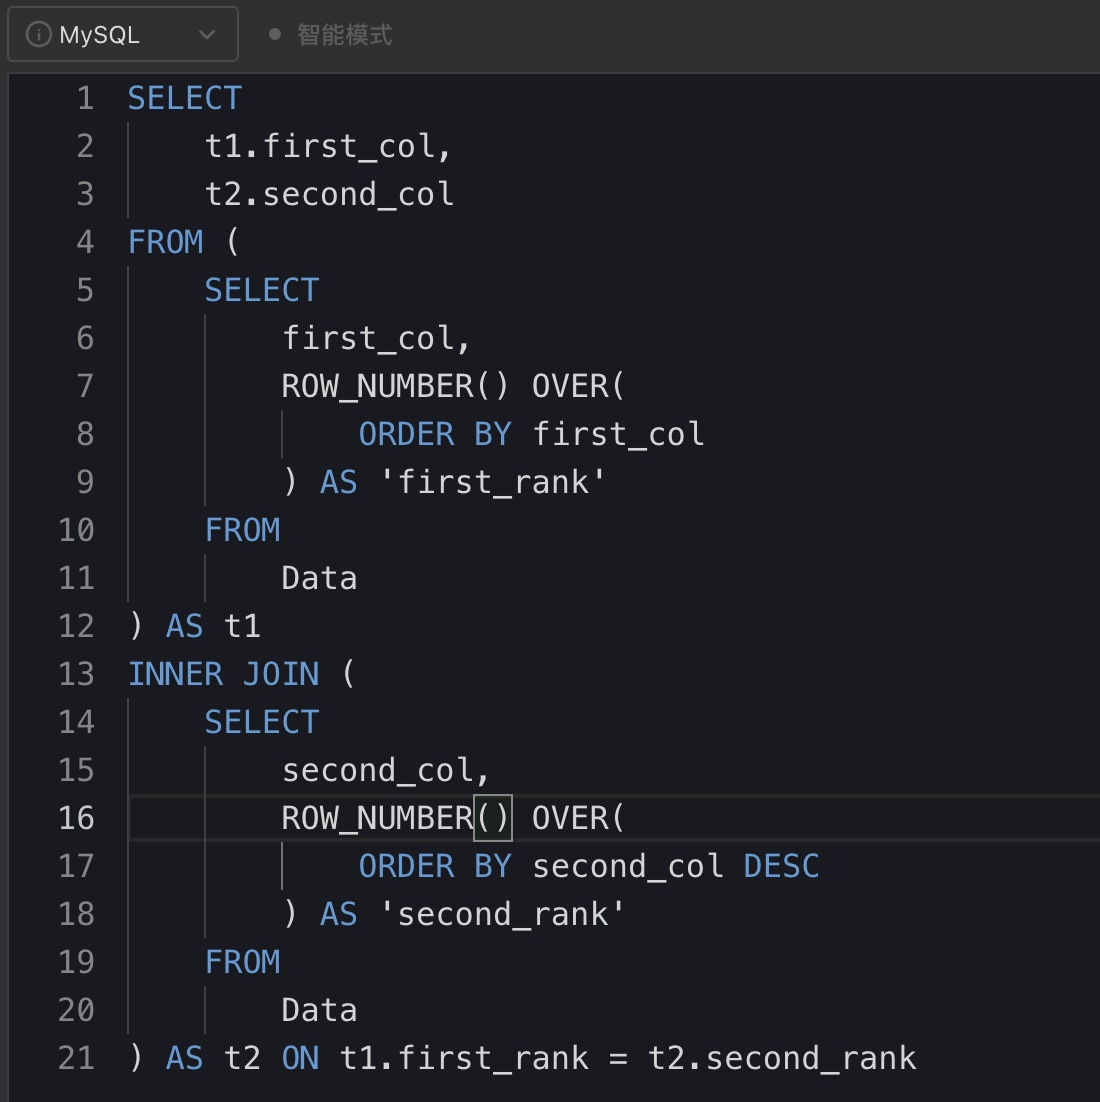 MySQL 智能模式
1 SELECT
2     t1.first_col,
3     t2.second_col
4 FROM (
5     SELECT
6         first_col,
7         ROW_NUMBER() OVER(
8             ORDER BY first_col
9         ) AS 'first_rank'
10     FROM
11         Data
12 ) AS t1
13 INNER JOIN (
14     SELECT
15         second_col,
16         ROW_NUMBER() OVER(
17             ORDER BY second_col DESC
18         ) AS 'second_rank'
19     FROM
20         Data
21 ) AS t2 ON t1.first_rank = t2.second_rank